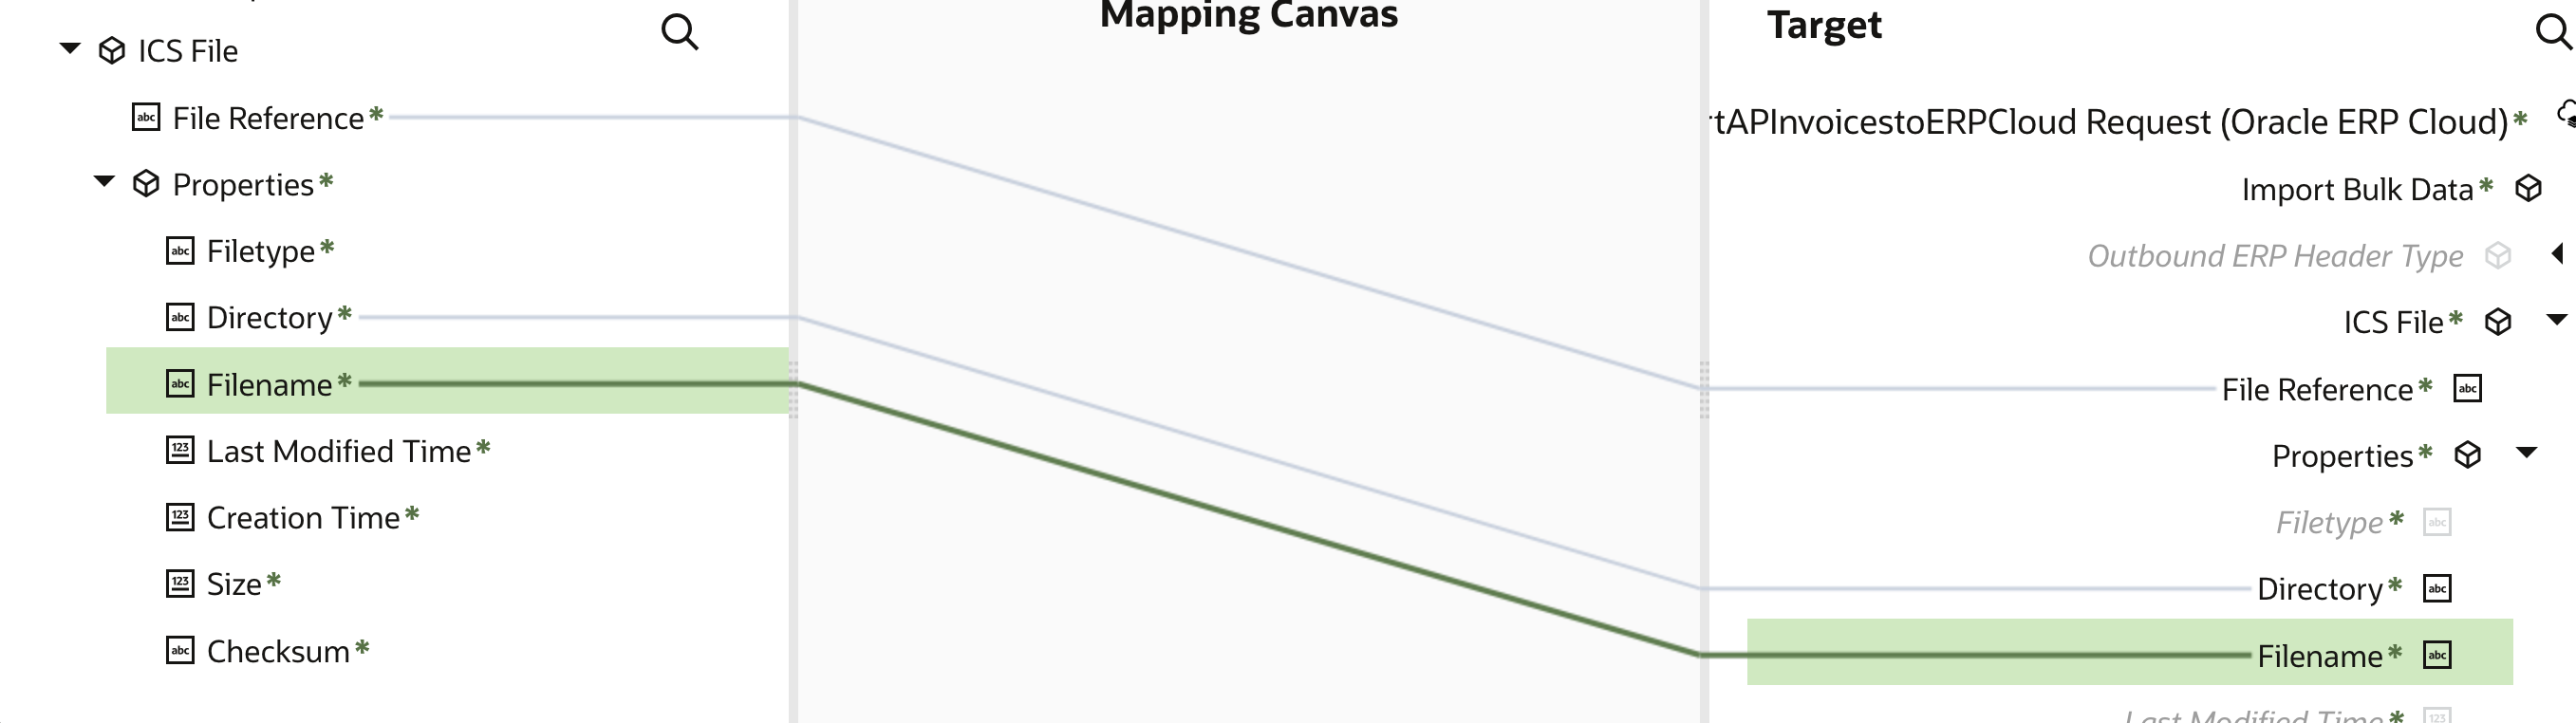 Mapping Canvas
Target
ICS File
File Reference*
Properties*
Filetype*
Directory*
Filename*
Last Modified Time*
Creation Time*
Size*
Checksum*
tAPInvoicestoERPCloud Request (Oracle ERP Cloud)*
Import Bulk Data*
Outbound ERP Header Type
ICS File*
File Reference*
Properties*
Filetype*
Directory*
Filename*
Last Modified Time*